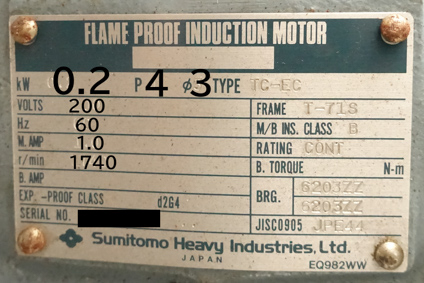 FLAME PROOF INDUCTION MOTOR
kW 0.2 P 4 φ 3 TYPE TC-EC
VOLTS 200 FRAME T-71S
Hz 60 M/B INS. CLASS B
M. AMP 1.0 RATING CONT
r/min 1740 B. TORQUE N-m
B. AMP BRG. 6203ZZ
EXP. -PROOF CLASS d2G4 6203ZZ
SERIAL NO. JISC0905 JPE44
Sumitomo Heavy Industries, Ltd.
JAPAN
EQ982WW